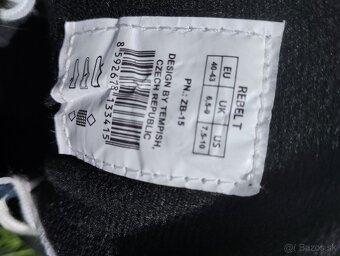 REBELT
EU UK US
40-43 6,5-9 7,5-10
PN.: ZB-15
DESIGN BY TEMPISH,
CZECH REPUBLIC
8592678133415
Bazos.sk